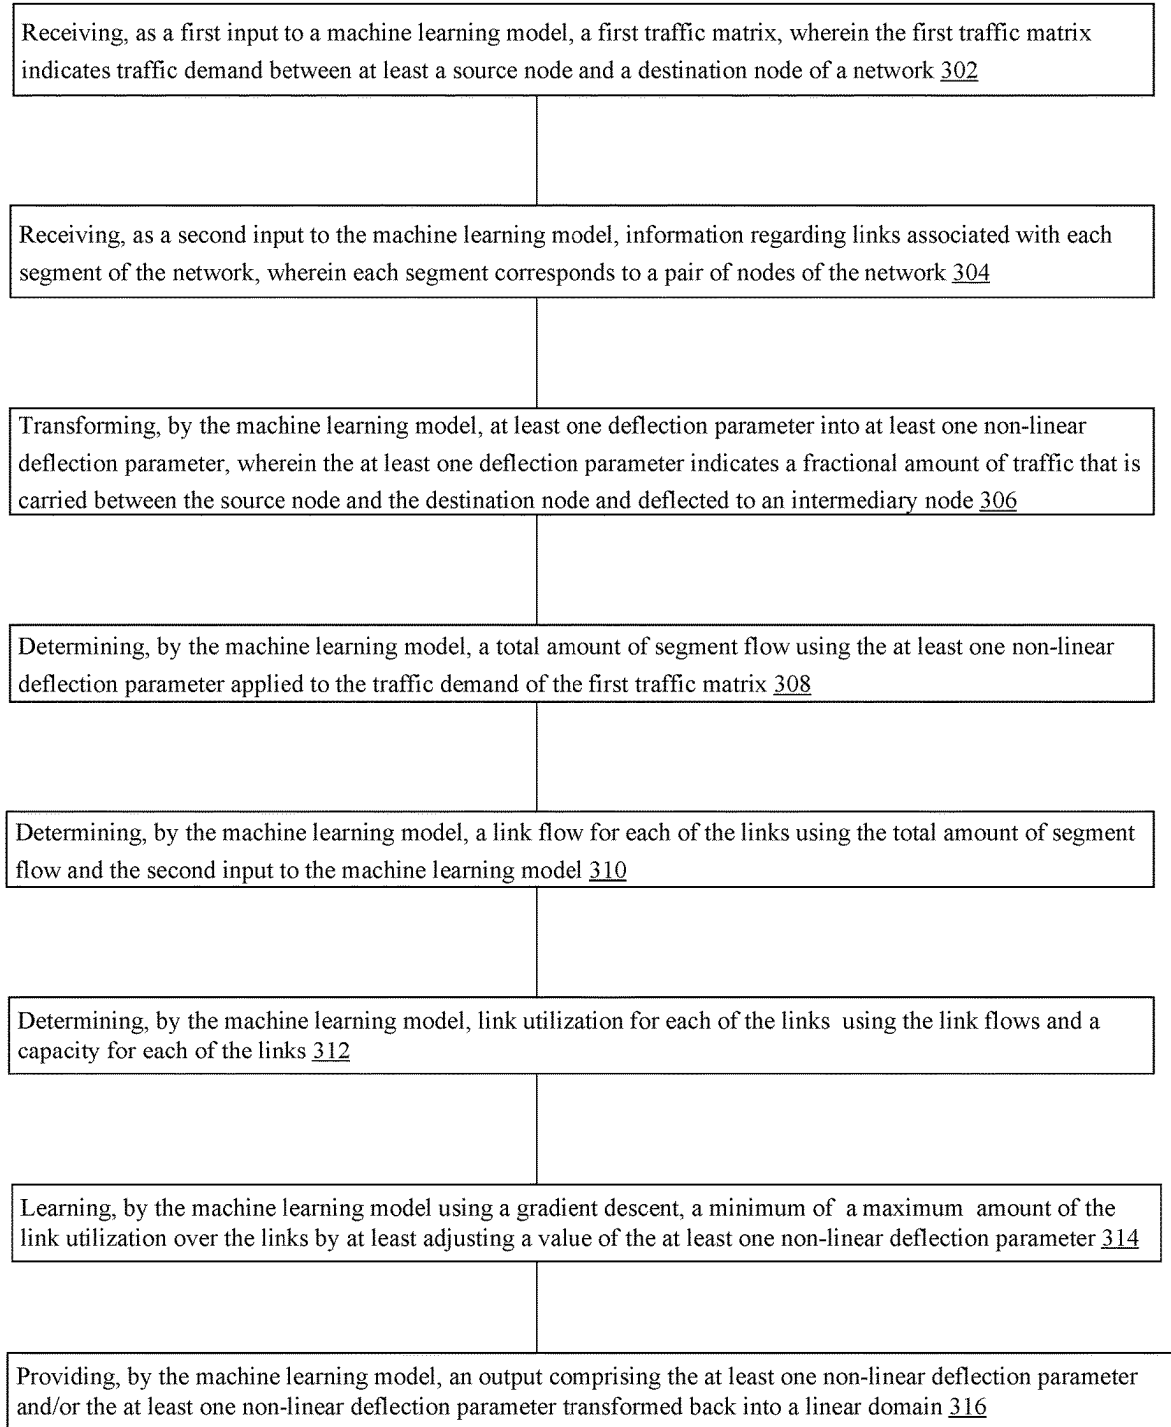 Receiving, as a first input to a machine learning model, a first traffic matrix, wherein the first traffic matrix
indicates traffic demand between at least a source node and a destination node of a network 302
Receiving, as a second input to the machine learning model, information regarding links associated with each
segment of the network, wherein each segment corresponds to a pair of nodes of the network 304
Transforming, by the machine learning model, at least one deflection parameter into at least one non-linear
deflection parameter, wherein the at least one deflection parameter indicates a fractional amount of traffic that is
carried between the source node and the destination node and deflected to an intermediary node 306
Determining, by the machine learning model, a total amount of segment flow using the at least one non-linear
deflection parameter applied to the traffic demand of the first traffic matrix 308
Determining, by the machine learning model, a link flow for each of the links using the total amount of segment
flow and the second input to the machine learning model 310
Determining, by the machine learning model, link utilization for each of the links using the link flows and a
capacity for each of the links 312
Learning, by the machine learning model using a gradient descent, a minimum of a maximum amount of the
link utilization over the links by at least adjusting a value of the at least one non-linear deflection parameter 314
Providing, by the machine learning model, an output comprising the at least one non-linear deflection parameter
and/or the at least one non-linear deflection parameter transformed back into a linear domain 316